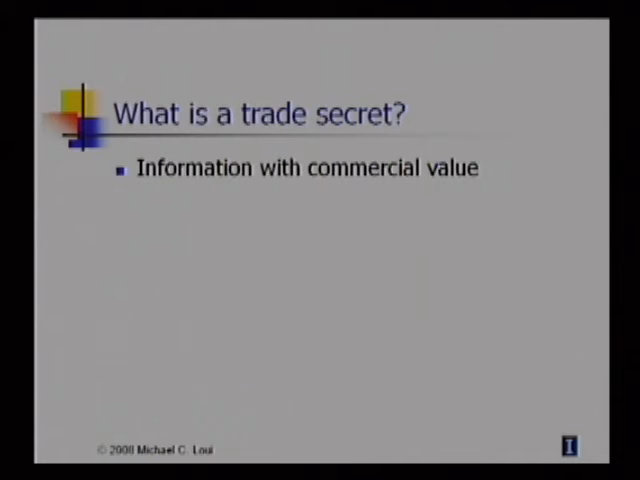 What is a trade secret?
Information with commercial value
© 2008 Michael C. Loui
I